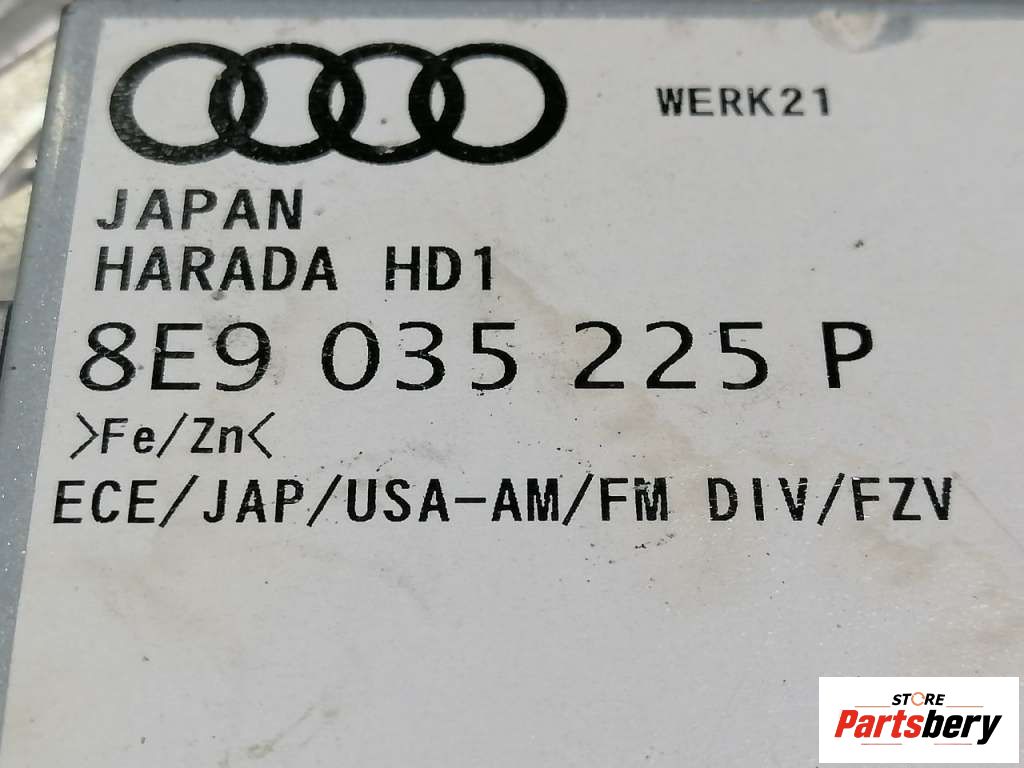 WERK21
JAPAN
HARADA HD1
8E9 035 225 P
>Fe/Zn<
ECE/JAP/USA-AM/FM DIV/FZV
STORE
Partsbery